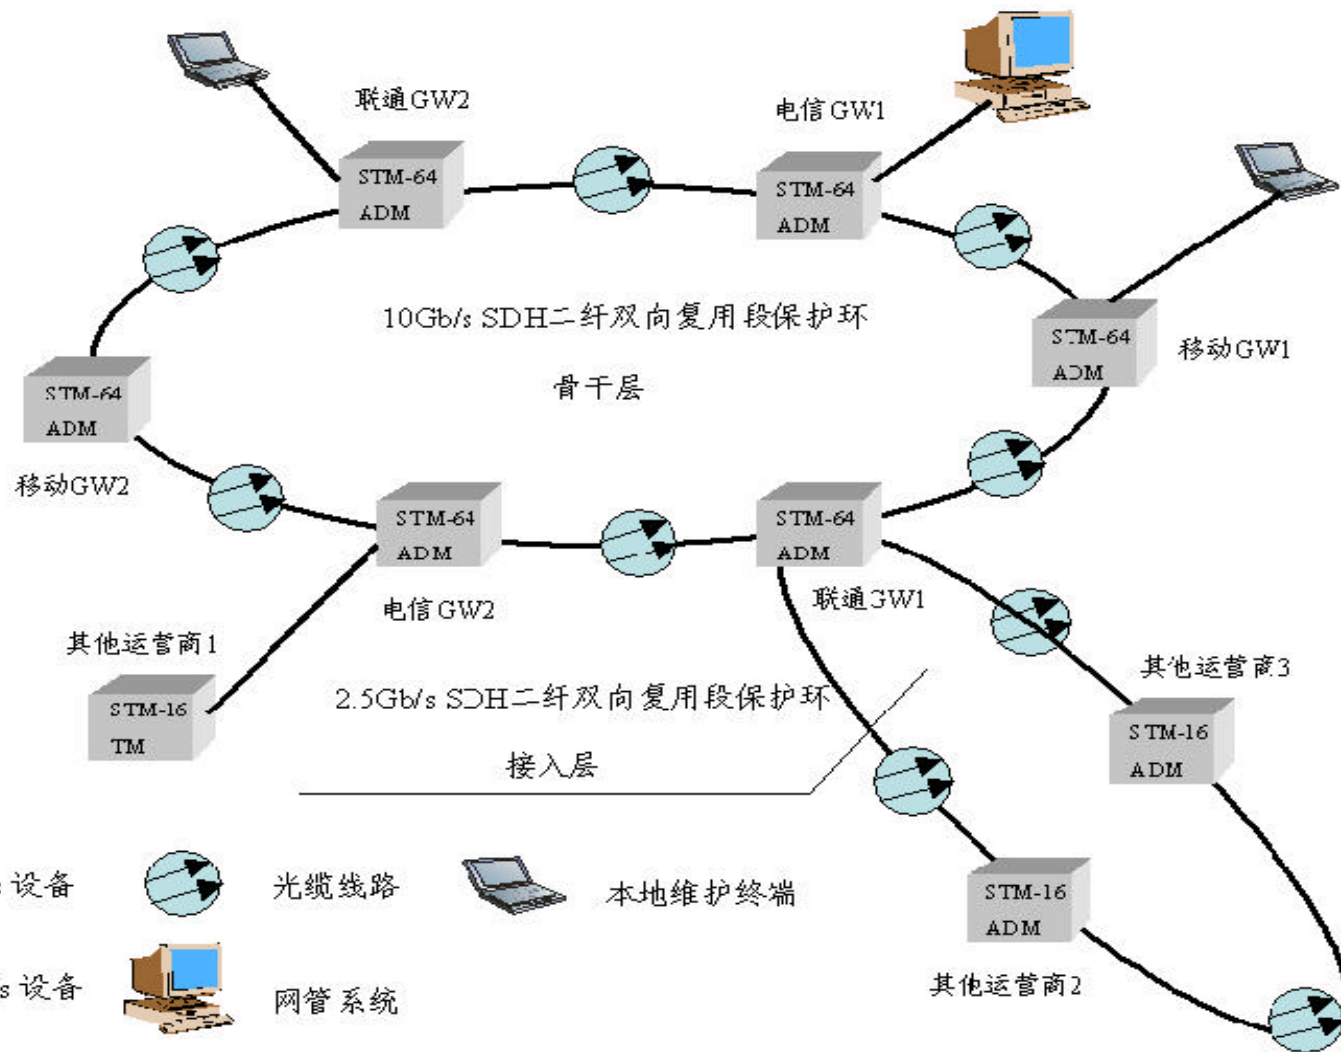 联通GW2
电信GW1
STM-64
ADM
STM-64
ADM
10Gb/s SDH二纤双向复用段保护环
STM-64
ADM
移动GW1
骨干层
STM-64
ADM
移动GW2
STM-64
ADM
STM-64
ADM
电信GW2
联通GW1
其他运营商1
其他运营商3
STM-16
TM
2.5Gb/s SDH二纤双向复用段保护环
STM-16
ADM
接入层
s 设备
光缆线路
本地维护终端
STM-16
ADM
s 设备
网管系统
其他运营商2